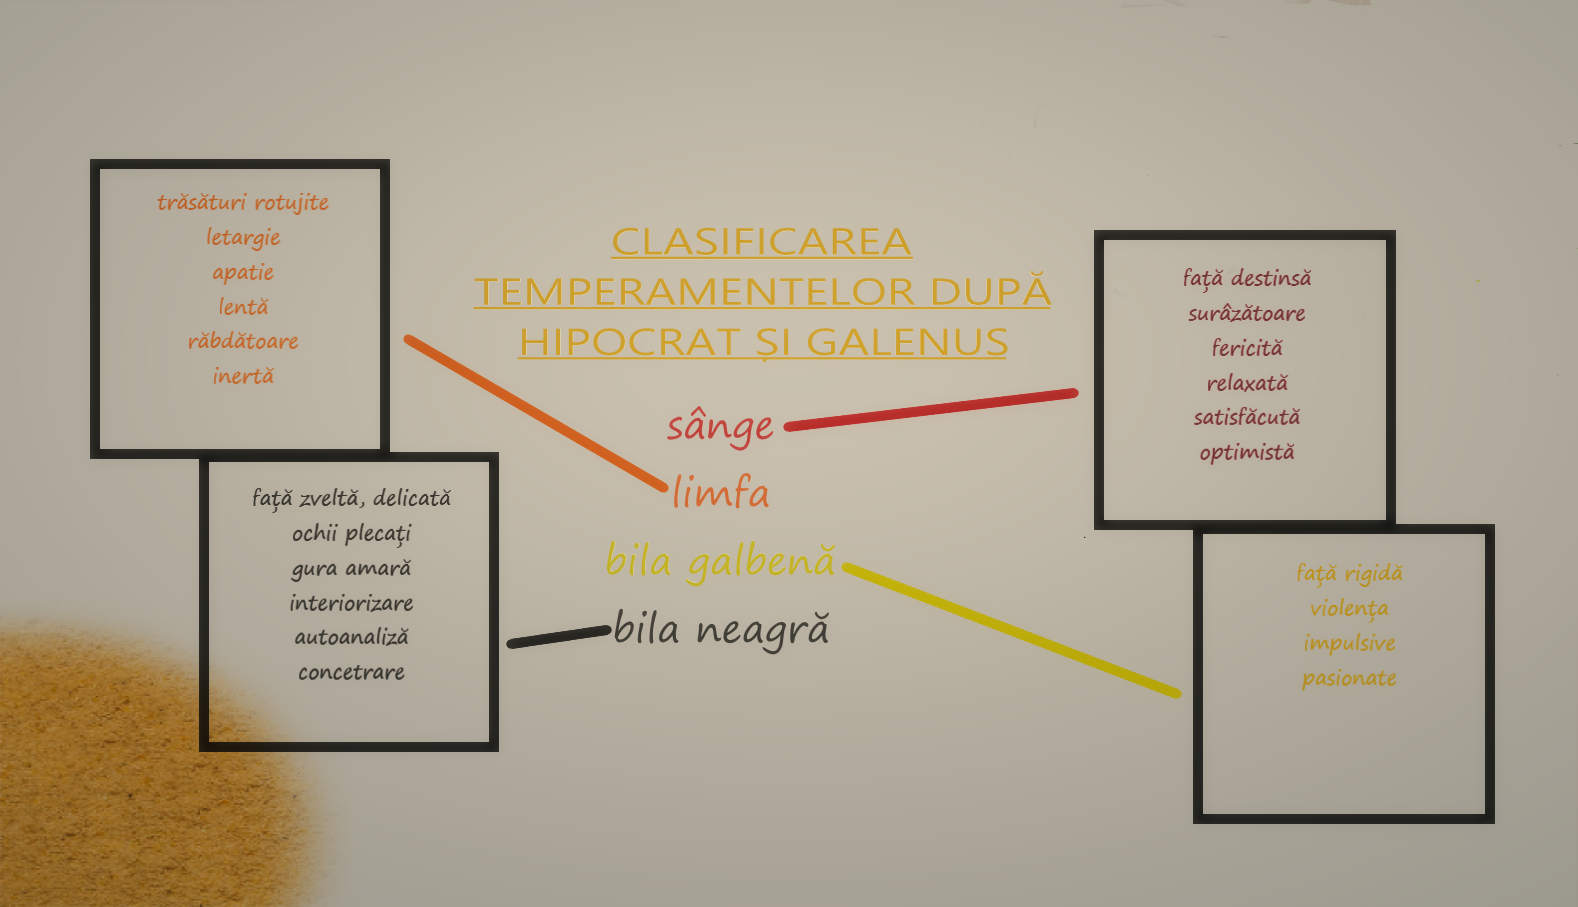 CLASIFICAREA
TEMPERAMENTELOR DUPĂ
HIPOCRAT ȘI GALENUS
trăsături rotujite
letargie
apatie
lentă
răbdătoare
inertă
față zveltă, delicată
ochii plecați
gura amară
interiorizare
autoanaliză
concetrare
sânge
limfa
bila galbenă
bila neagră
față destinsă
surâzătoare
fericită
relaxată
satisfăcută
optimistă
față rigidă
violența
impulsive
pasionate